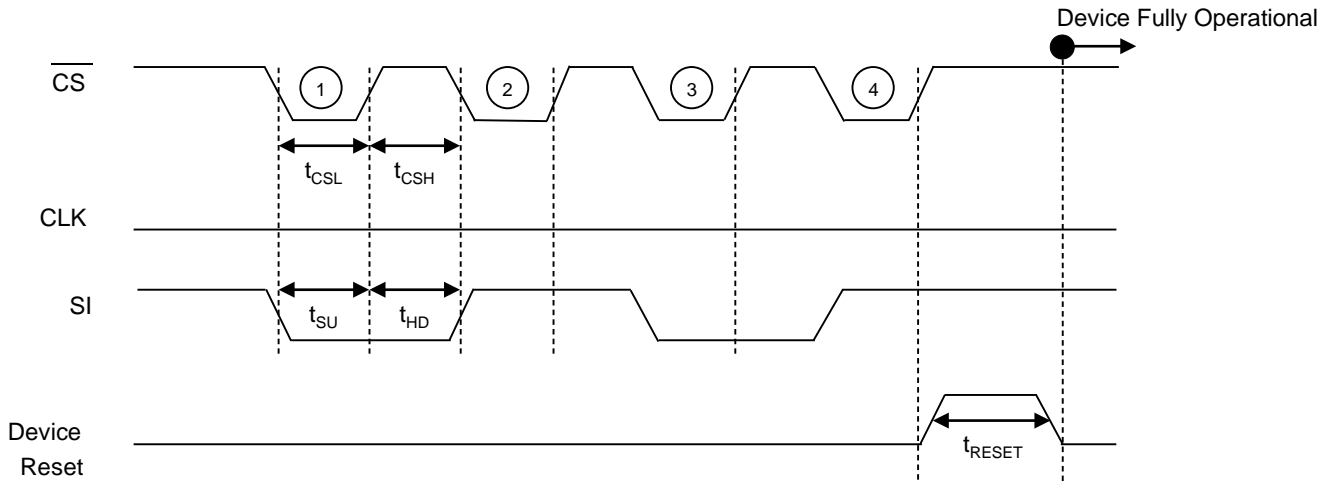 Device Fully Operational
CS
1
2
3
4
tCSL
tCSH
CLK
SI
tSU
tHD
Device
Reset
tRESET